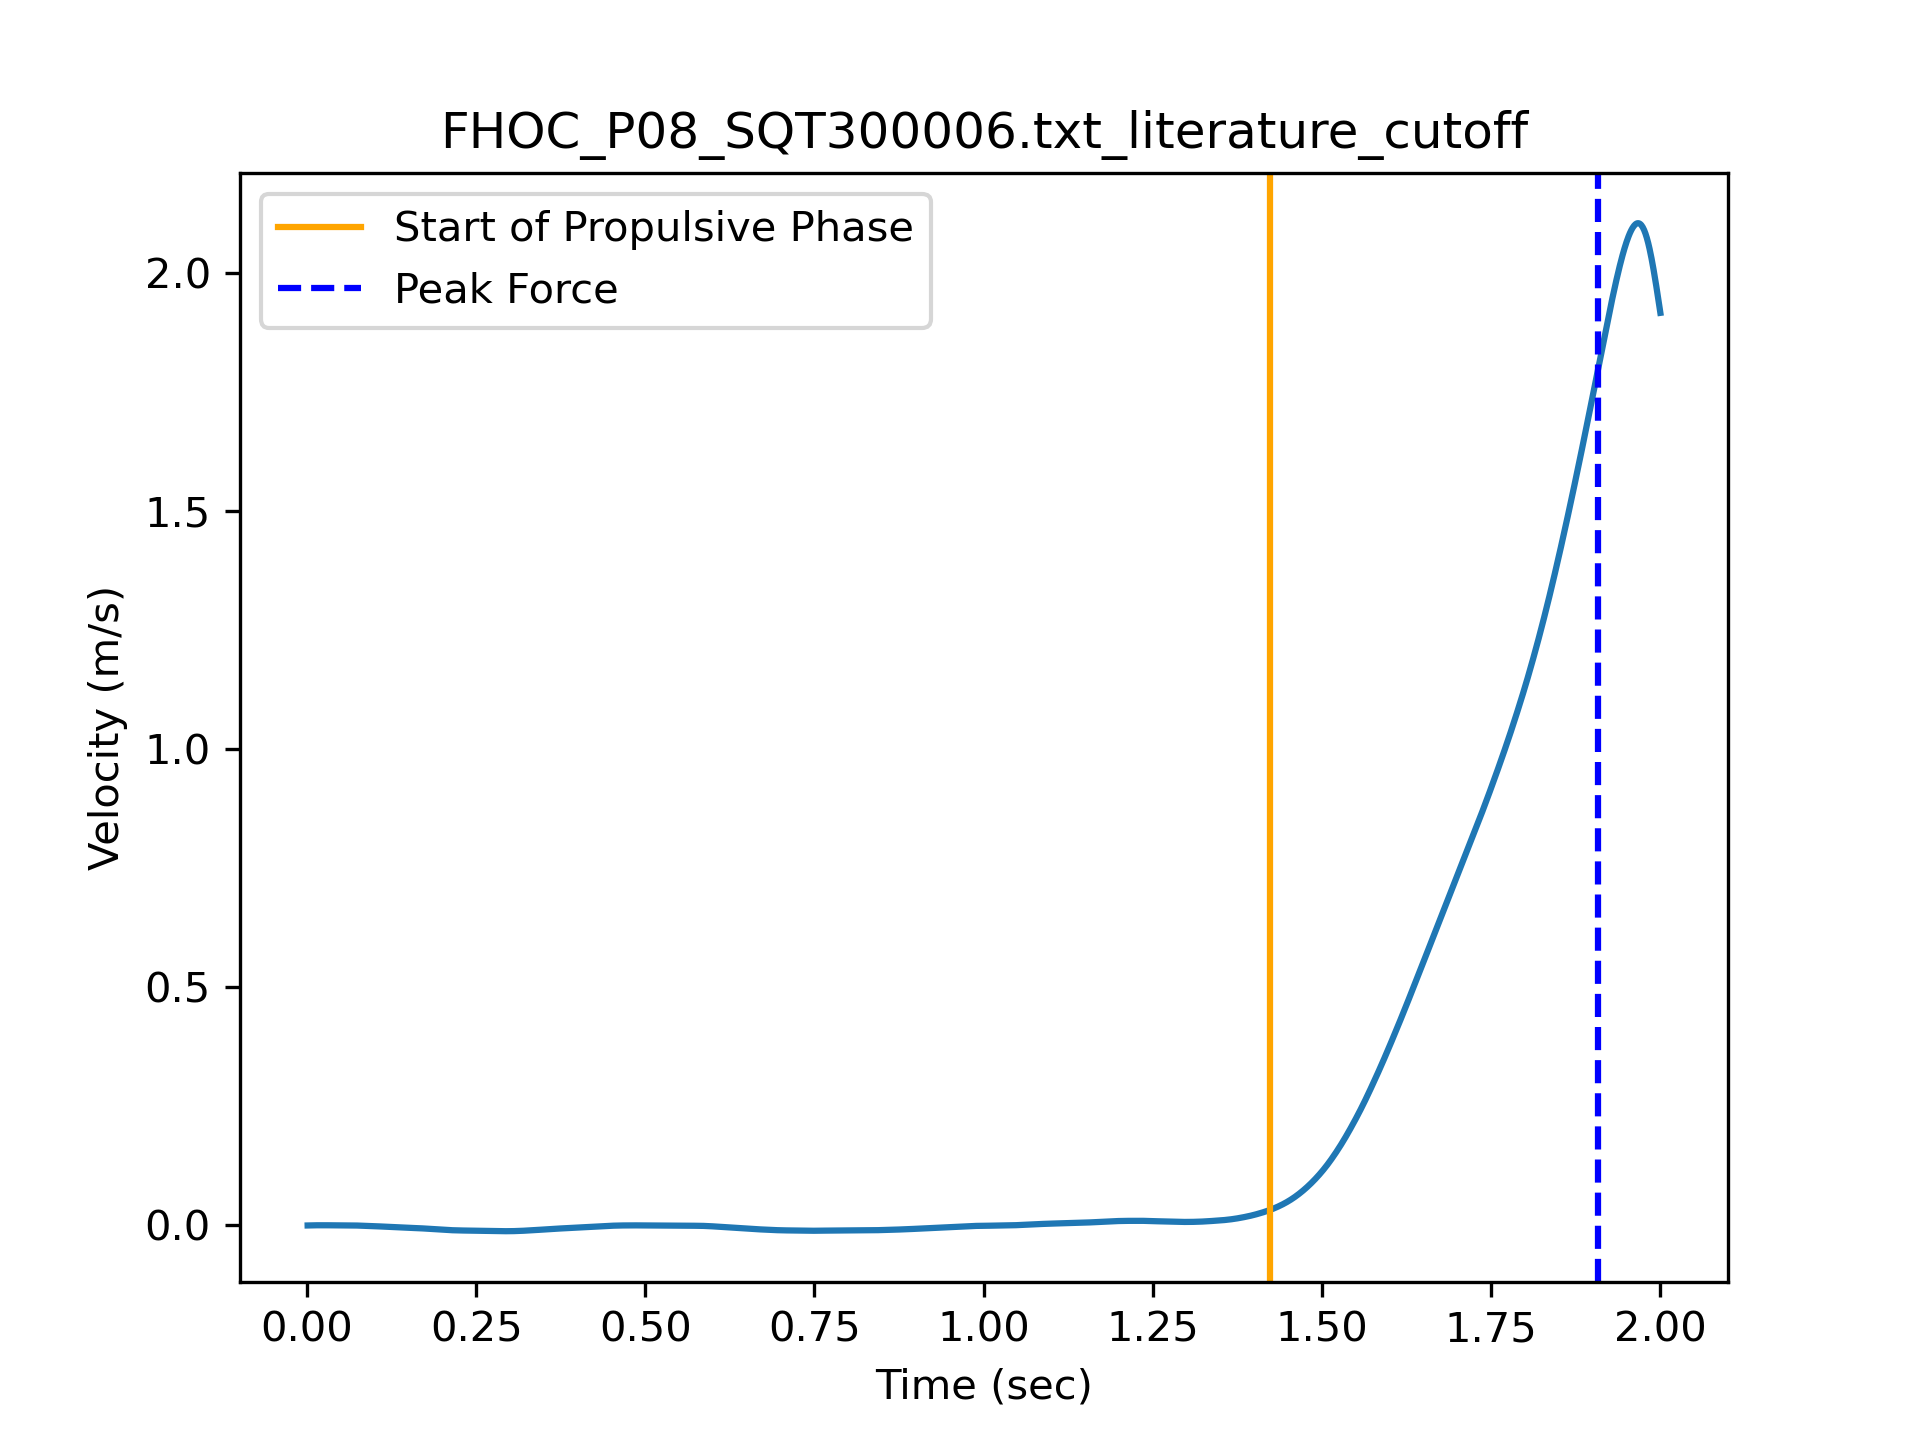 FHOC_P08_SQT300006.txt_literature_cutoff
Start of Propulsive Phase
Peak Force
2.0
1.5
1.0
0.5
0.0
Velocity (m/s)
0.00 0.25 0.50 0.75 1.00 1.25 1.50 1.75 2.00
Time (sec)